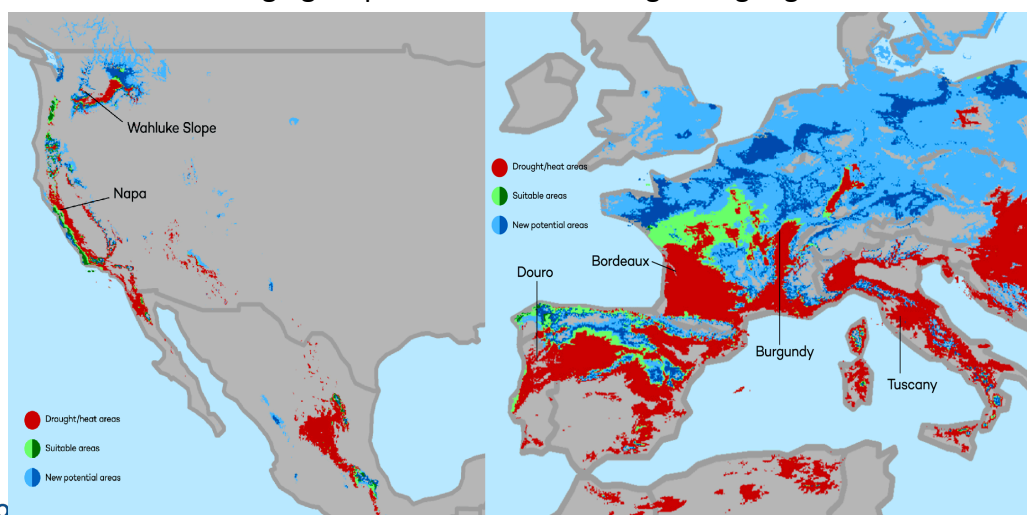 Wahluke Slope
Napa
Drought/heat areas
Suitable areas
New potential areas
Drought/heat areas
Suitable areas
New potential areas
Bordeaux
Douro
Burgundy
Tuscany